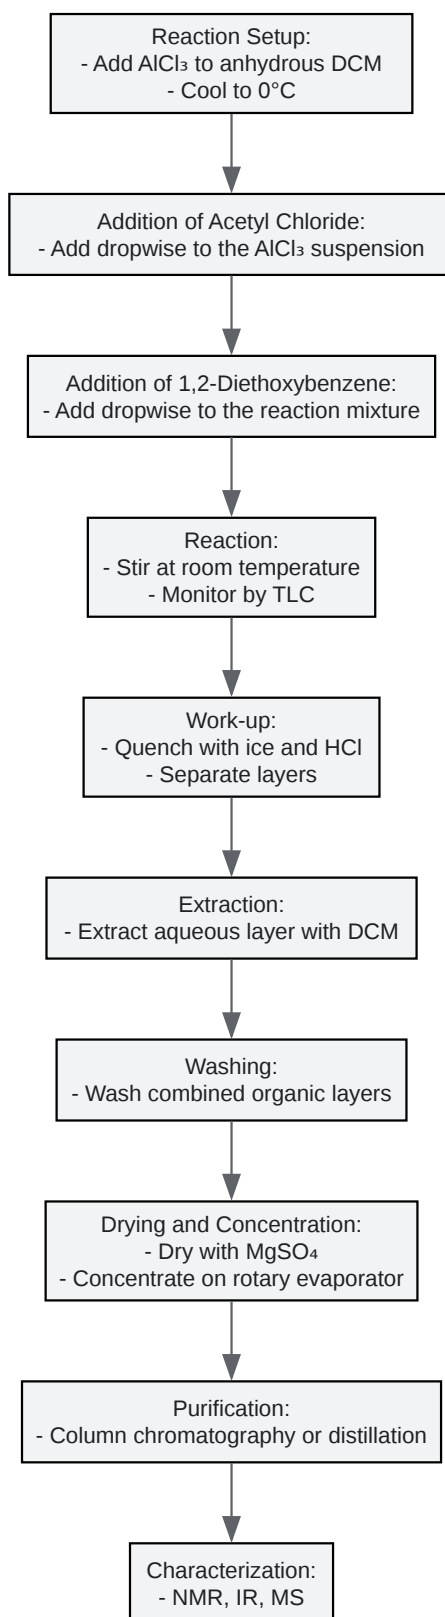 Reaction Setup:
- Add AlCl₃ to anhydrous DCM
- Cool to 0°C
Addition of Acetyl Chloride:
- Add dropwise to the AlCl₃ suspension
Addition of 1,2-Diethoxybenzene:
- Add dropwise to the reaction mixture
Reaction:
- Stir at room temperature
- Monitor by TLC
Work-up:
- Quench with ice and HCl
- Separate layers
Extraction:
- Extract aqueous layer with DCM
Washing:
- Wash combined organic layers
Drying and Concentration:
- Dry with MgSO₄
- Concentrate on rotary evaporator
Purification:
- Column chromatography or distillation
Characterization:
- NMR, IR, MS